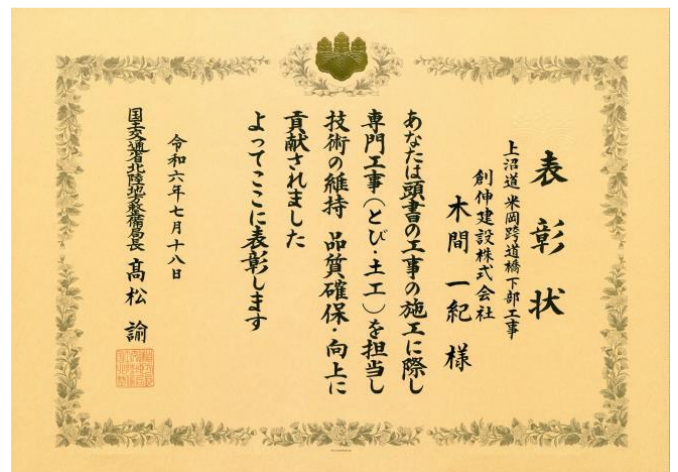 表彰状
上沼道 米岡跨道橋下部工事
創伸建設株式会社
木間 一紀 様
あなたは頭書の工事の施工に際し
専門工事(とび・土工)を担当し
技術の維持 品質確保・向上に
貢献されました
よってここに表彰します
令和六年七月十八日
国土交通省北陸地方整備局長 髙松 諭